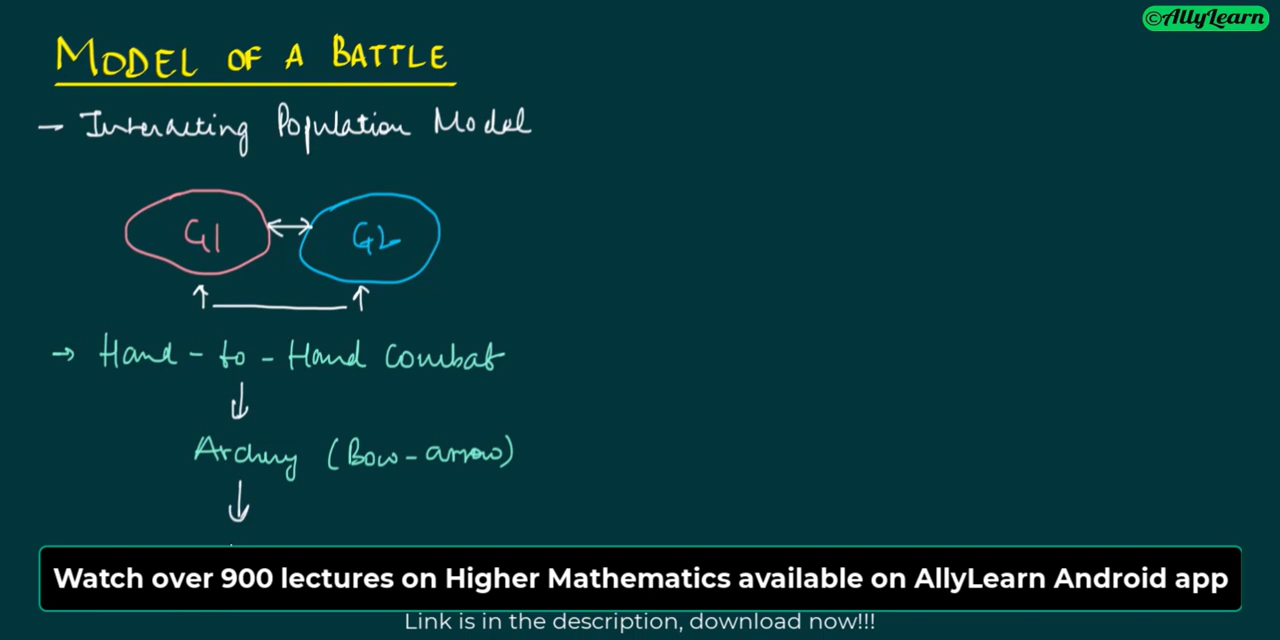 ©AllyLearn
MODEL OF A BATTLE
- Interacting Population Model
G1 ↔ G2
→ Hand-to-Hand Combat
↓
Archery (Bow-arrow)
↓
Watch over 900 lectures on Higher Mathematics available on AllyLearn Android app
Link is in the description, download now!!!